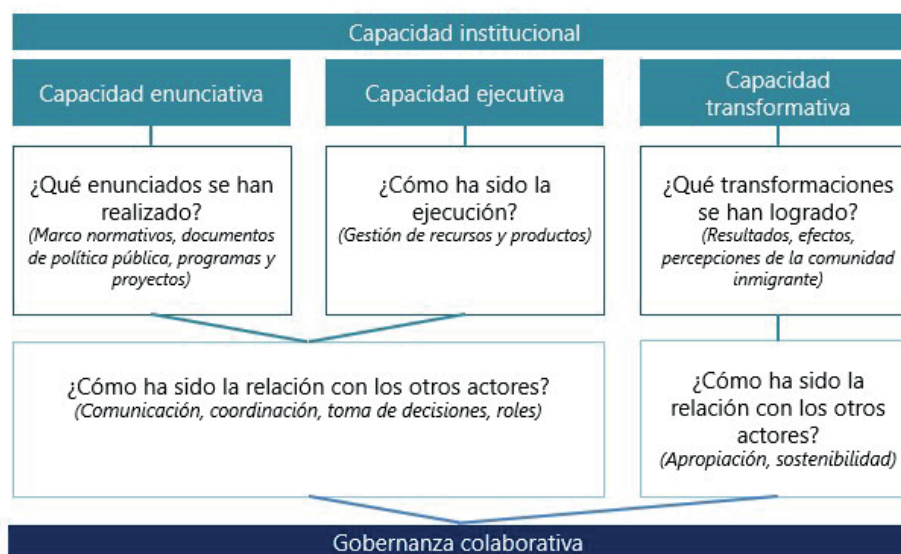 Capacidad institucional
Capacidad enunciativa
Capacidad ejecutiva
Capacidad
transformativa
¿Qué enunciados se han
realizado?
(Marco normativos, documentos
de política pública, programas y
proyectos)
¿Cómo ha sido la
ejecución?
(Gestión de recursos y productos)
¿Qué transformaciones
se han logrado?
(Resultados, efectos,
percepciones de la comunidad
inmigrante)
¿Cómo ha sido la relación con los otros actores?
(Comunicación, coordinación, toma de decisiones, roles)
¿Cómo ha sido la
relación con los otros
actores?
(Apropiación, sostenibilidad)
Gobernanza colaborativa